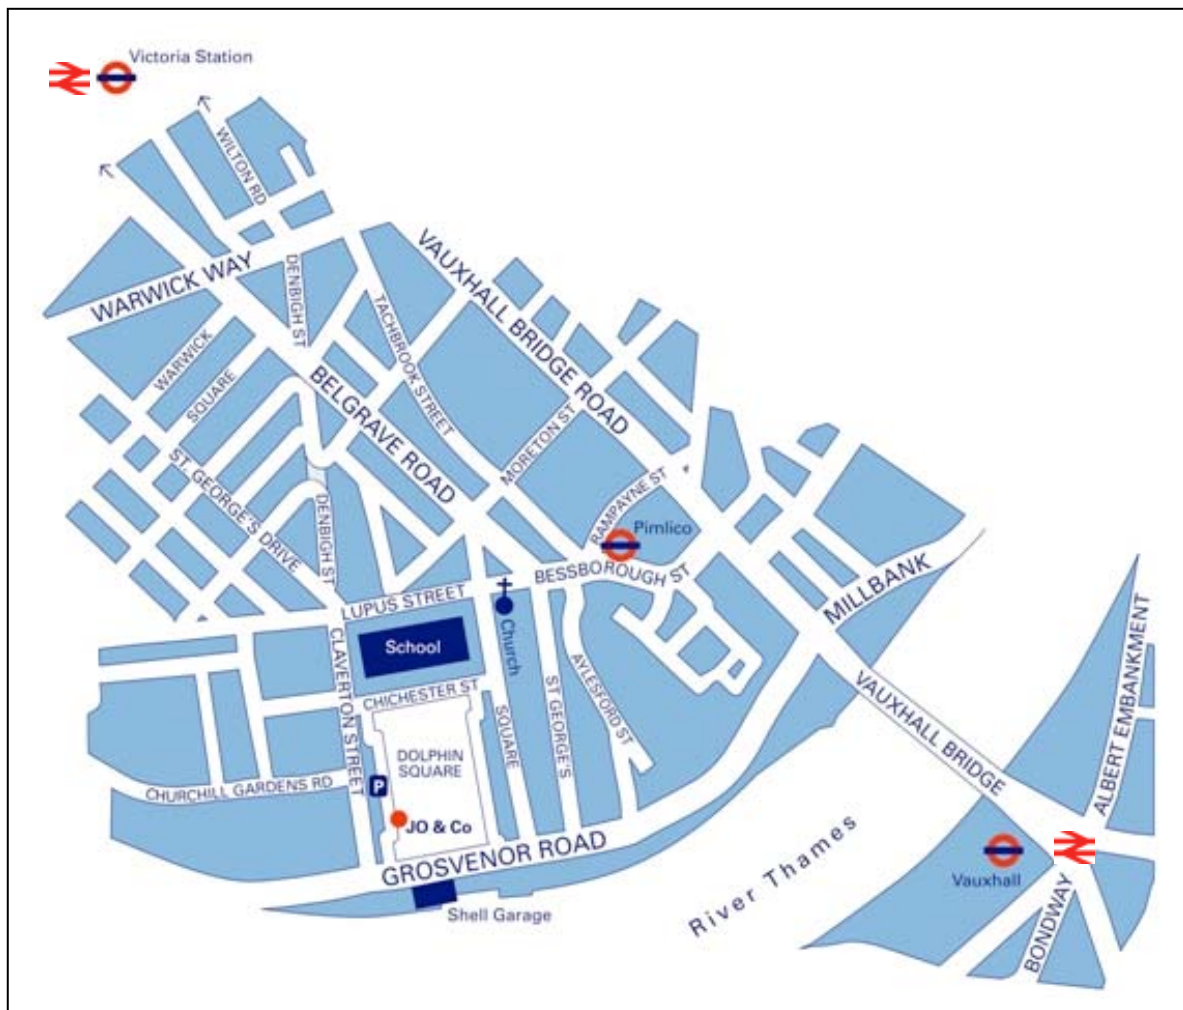 Victoria Station
WILTON RD
WARWICK WAY
DENBIGH ST
VAUXHALL BRIDGE ROAD
TACHBROOK STREET
WARWICK
SQUARE
BELGRAVE ROAD
MORETON ST
ST. GEORGE'S DRIVE
RAMPAYNE ST
Pimlico
DENBIGH ST
BESSBOROUGH ST
MILLBANK
LUPUS STREET
School
Church
CLAVERTON STREET
CHICHESTER ST
AYLESFORD ST
ST GEORGE'S
SQUARE
VAUXHALL BRIDGE
ALBERT EMBANKMENT
DOLPHIN
SQUARE
P
CHURCHILL GARDENS RD
JO & Co
GROSVENOR ROAD
River Thames
Vauxhall
Shell Garage
BONDWAY